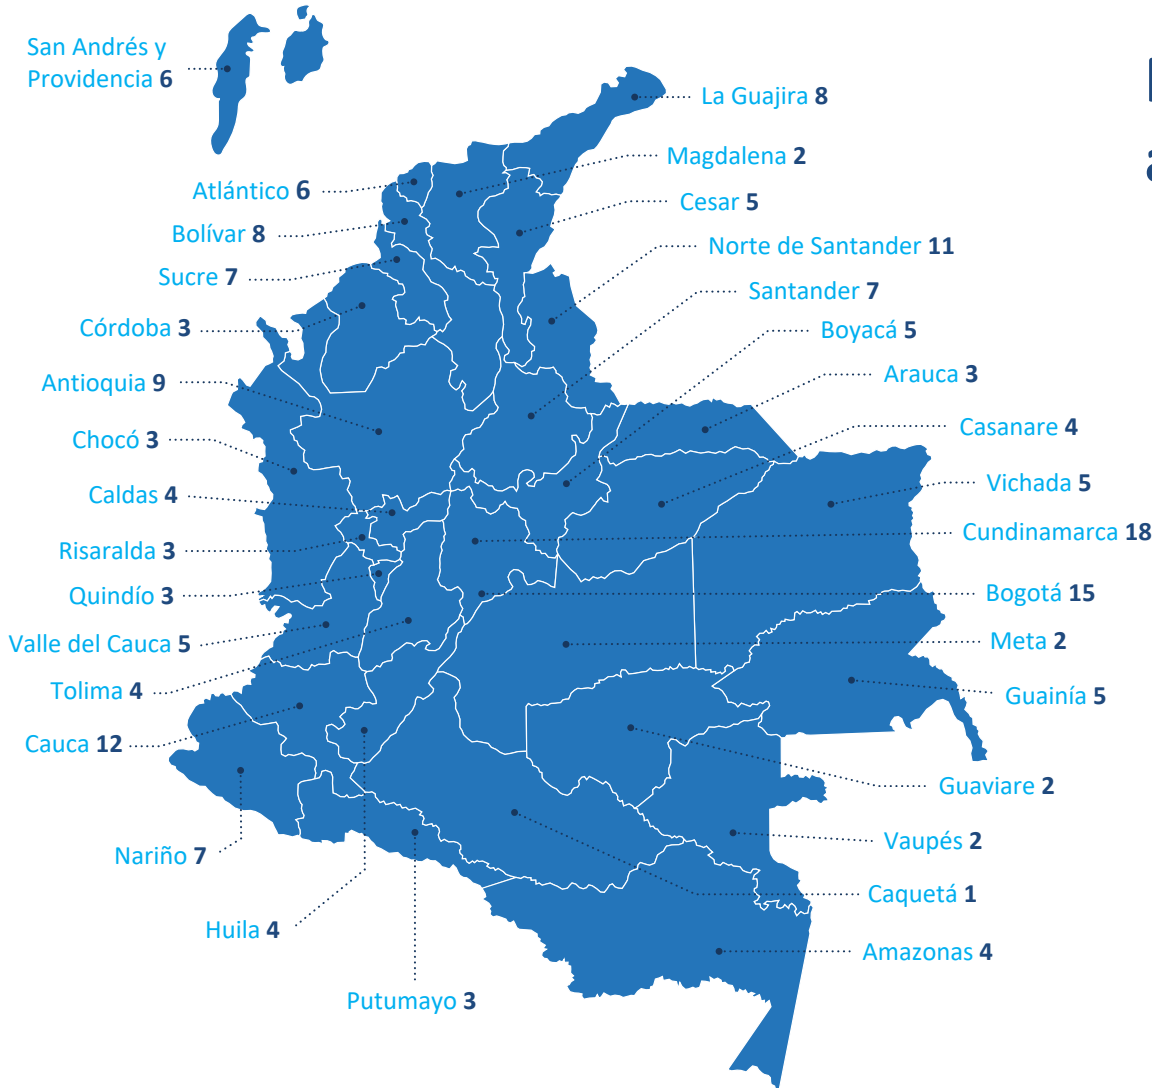 San Andrés y
Providencia 6
La Guajira 8
Magdalena 2
Atlántico 6
Cesar 5
Bolívar 8
Norte de Santander 11
Sucre 7
Santander 7
Córdoba 3
Boyacá 5
Antioquia 9
Arauca 3
Chocó 3
Casanare 4
Caldas 4
Vichada 5
Cundinamarca 18
Risaralda 3
Quindío 3
Bogotá 15
Valle del Cauca 5
Meta 2
Tolima 4
Guainía 5
Cauca 12
Guaviare 2
Nariño 7
Vaupés 2
Caquetá 1
Huila 4
Amazonas 4
Putumayo 3